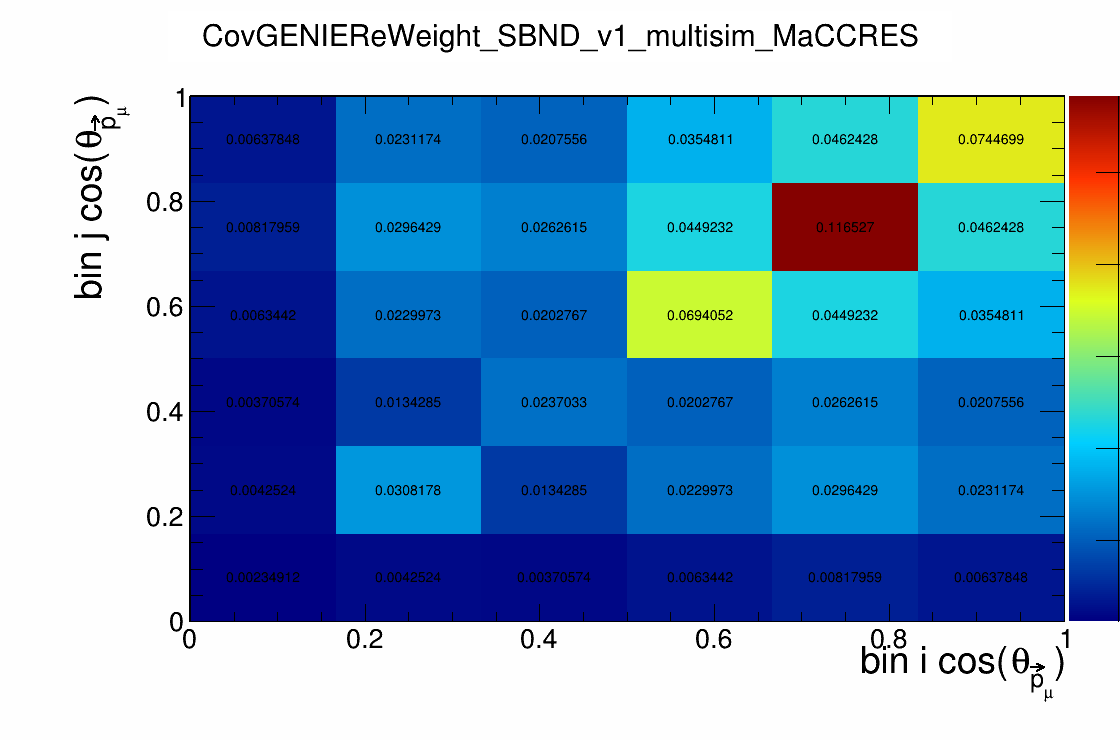 CovGENIEReWeight_SBND_v1_multisim_MaCCRES
bin j cos(θ_{p⃗_μ})
1
0.8
0.6
0.4
0.2
0
0.00637848 0.0231174 0.0207556 0.0354811 0.0462428 0.0744699
0.00817959 0.0296429 0.0262615 0.0449232 0.116527 0.0462428
0.0063442 0.0229973 0.0202767 0.0694052 0.0449232 0.0354811
0.00370574 0.0134285 0.0237033 0.0202767 0.0262615 0.0207556
0.0042524 0.0308178 0.0134285 0.0229973 0.0296429 0.0231174
0.00234912 0.0042524 0.00370574 0.0063442 0.00817959 0.00637848
0 0.2 0.4 0.6 0.8 1
bin i cos(θ_{p⃗_μ})